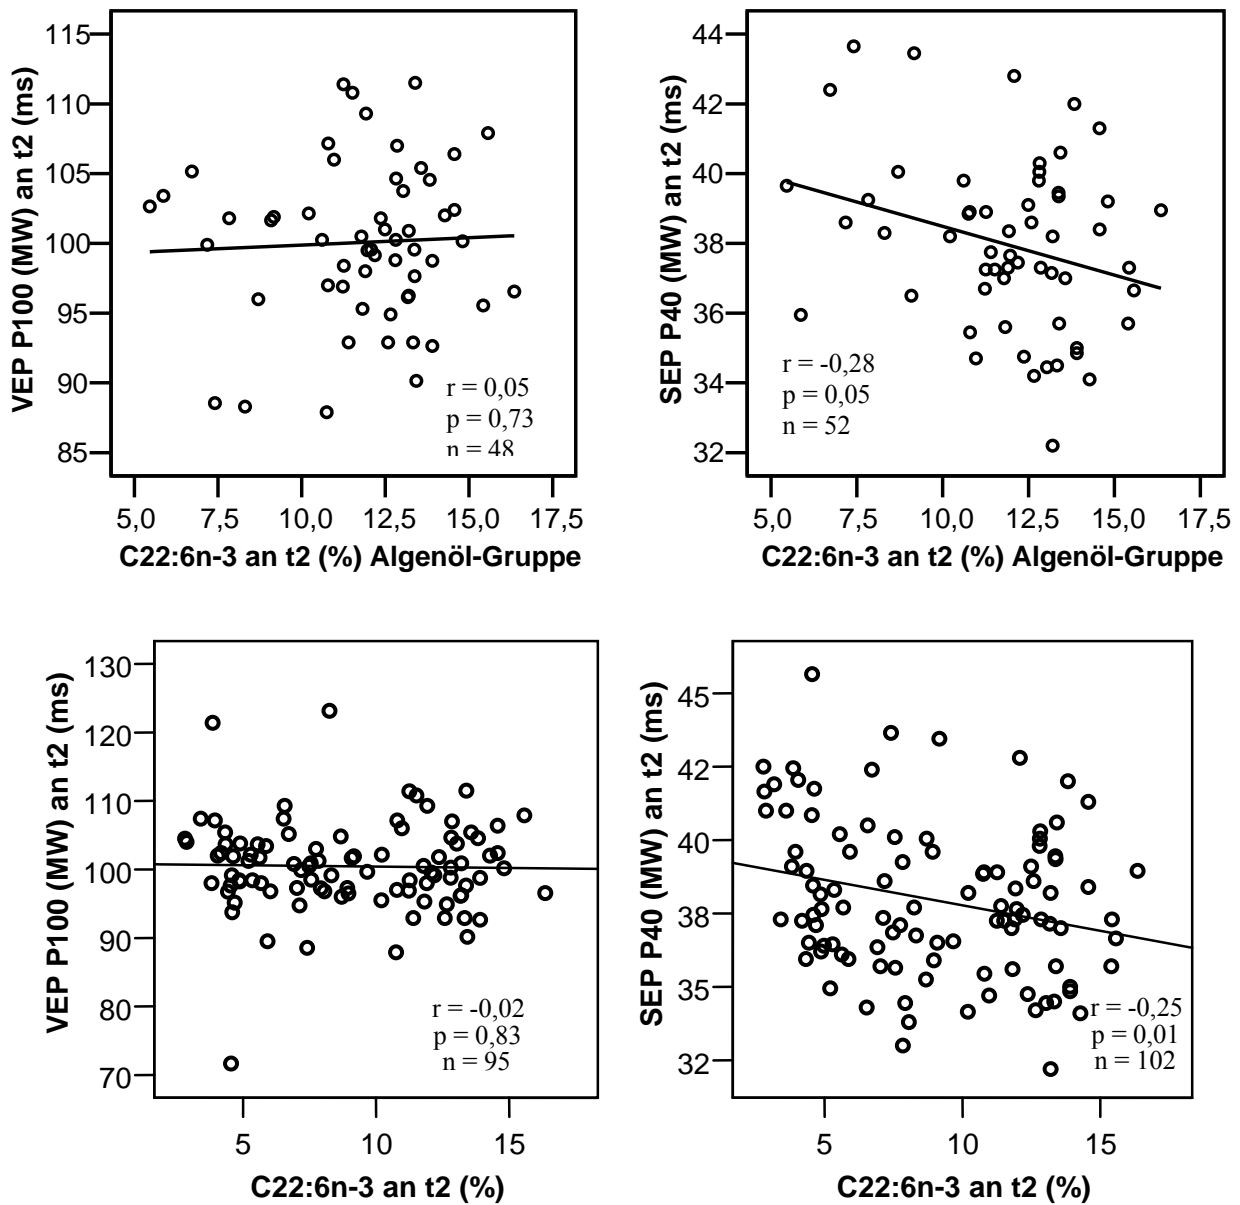 VEP P100 (MW) an t2 (ms)
115
110
105
100
95
90
85
r = 0,05
p = 0,73
n = 48
5,0 7,5 10,0 12,5 15,0 17,5
C22:6n-3 an t2 (%) Algenöl-Gruppe
SEP P40 (MW) an t2 (ms)
44
42
40
38
36
34
32
r = -0,28
p = 0,05
n = 52
5,0 7,5 10,0 12,5 15,0 17,5
C22:6n-3 an t2 (%) Algenöl-Gruppe
VEP P100 (MW) an t2 (ms)
130
120
110
100
90
80
70
r = -0,02
p = 0,83
n = 95
5 10 15
C22:6n-3 an t2 (%)
SEP P40 (MW) an t2 (ms)
45
42
40
38
35
32
r = -0,25
p = 0,01
n = 102
5 10 15
C22:6n-3 an t2 (%)